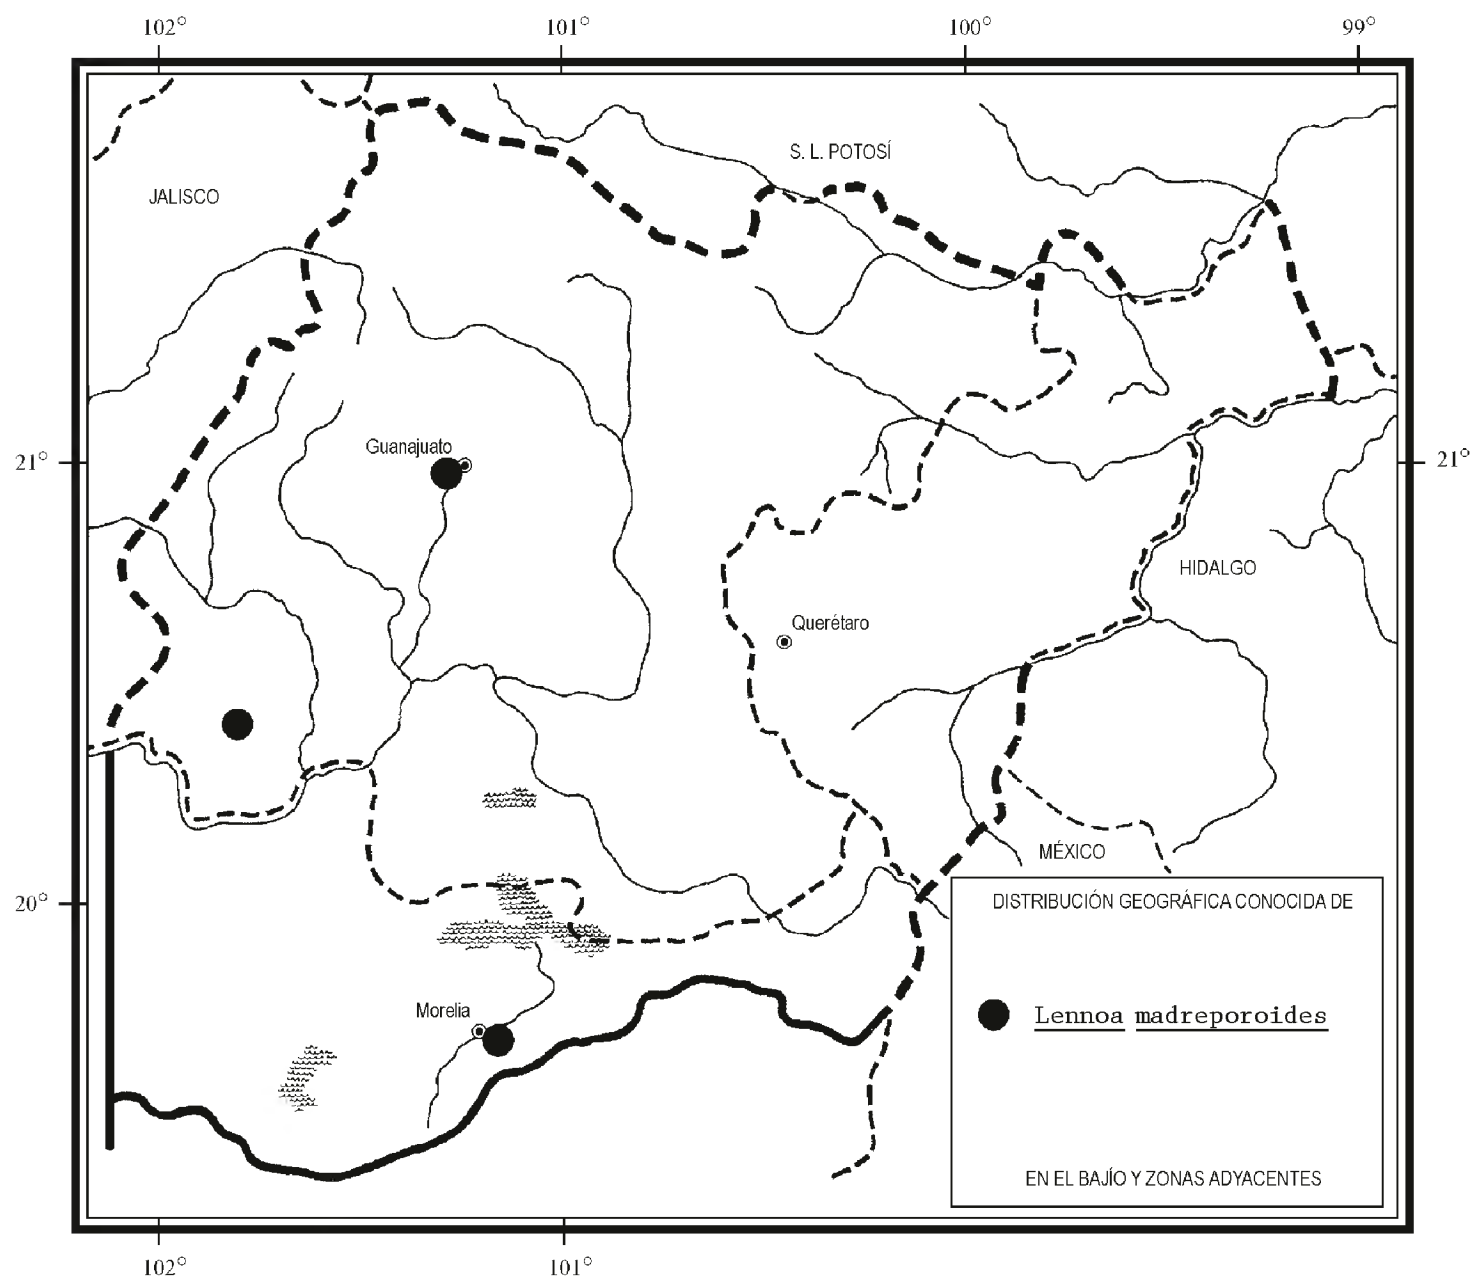 102° 101° 100° 99°
S. L. POTOSÍ
JALISCO
Guanajuato
21° 21°
HIDALGO
Querétaro
MÉXICO
20°
DISTRIBUCIÓN GEOGRÁFICA CONOCIDA DE
Morelia
Lennoa madreporoides
EN EL BAJÍO Y ZONAS ADYACENTES
102° 101°